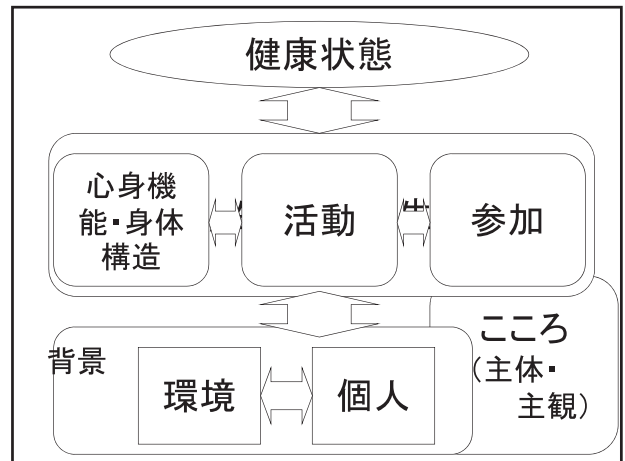 健康状態
心身機
能・身体
構造
活動
参加
背景
環境
個人
こころ
(主体・
主観)